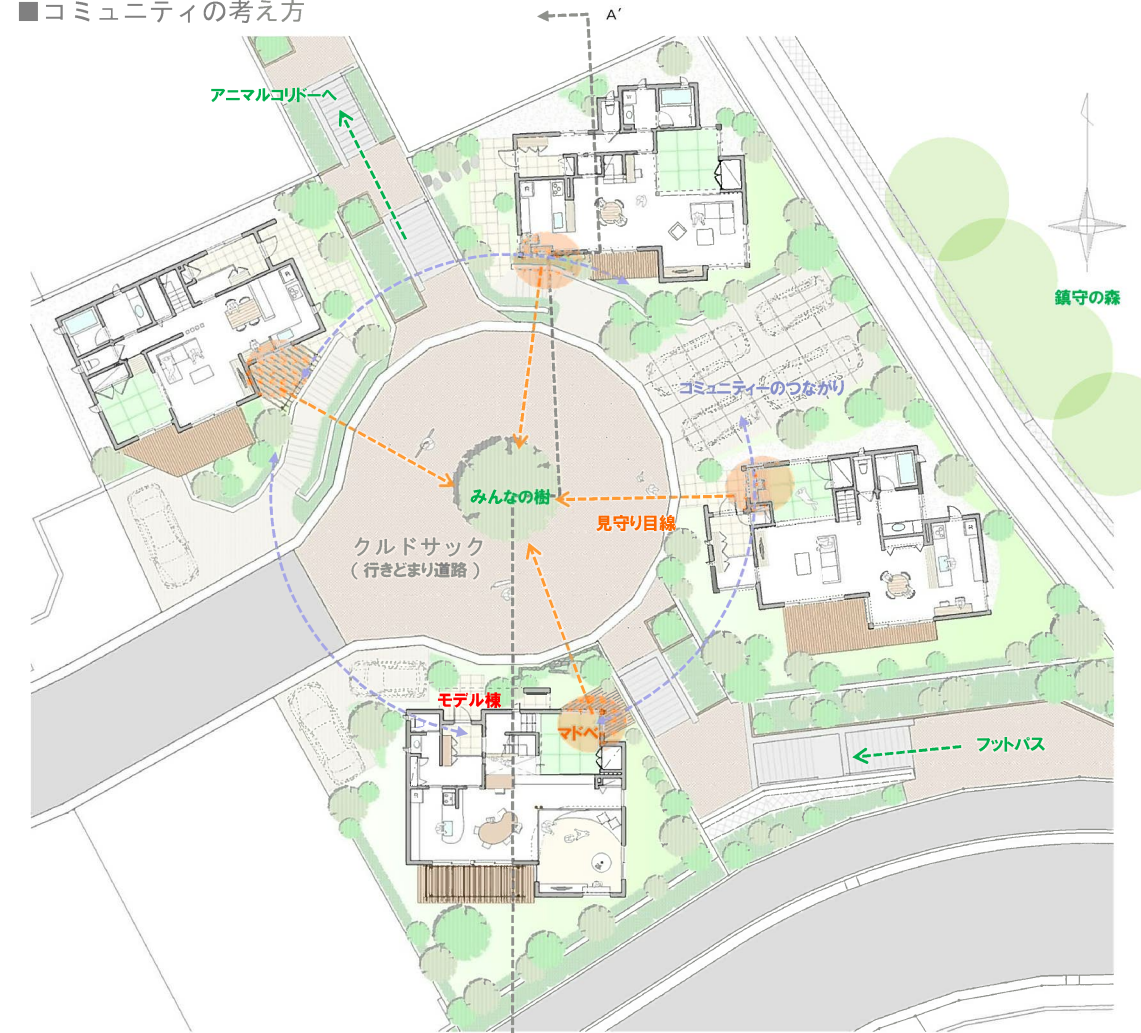 ■コミュニティの考え方
A´
アニマルコリドーへ
鎮守の森
コミュニティーのつながり
みんなの樹
見守り目線
クルドサック
( 行きどまり道路 )
モデル棟
マドベ
フットパス